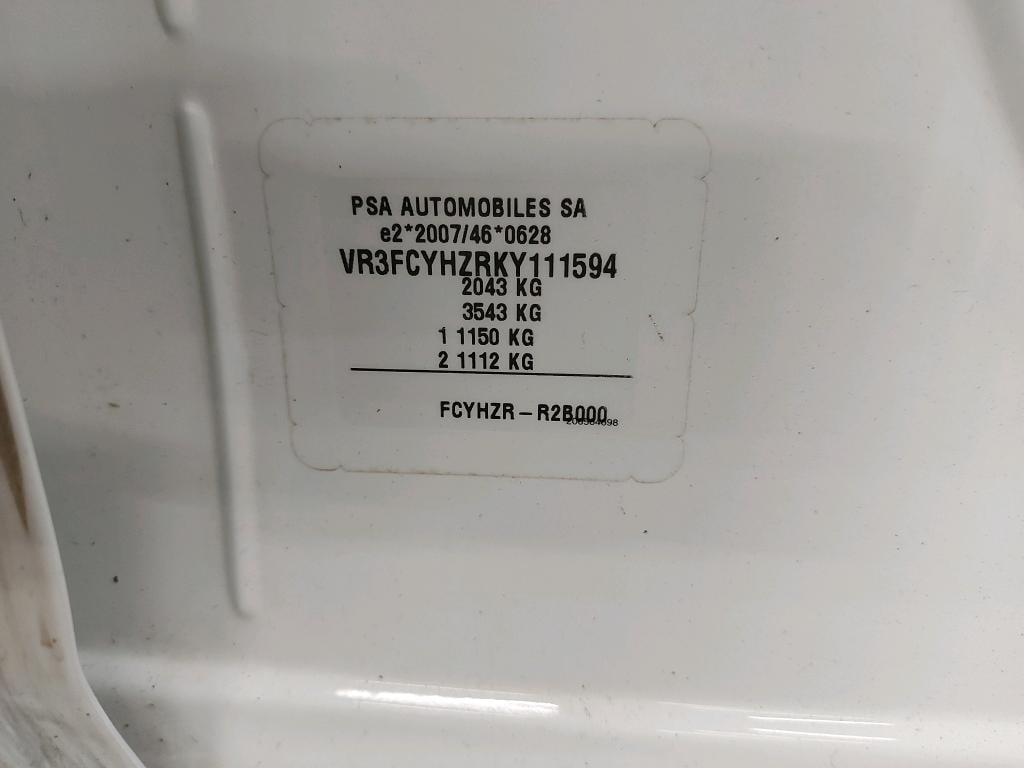 PSA AUTOMOBILES SA
e2*2007/46*0628
VR3FCYHZRKY111594
2043 KG
3543 KG
1 1150 KG
2 1112 KG
FCYHZR – R2B000